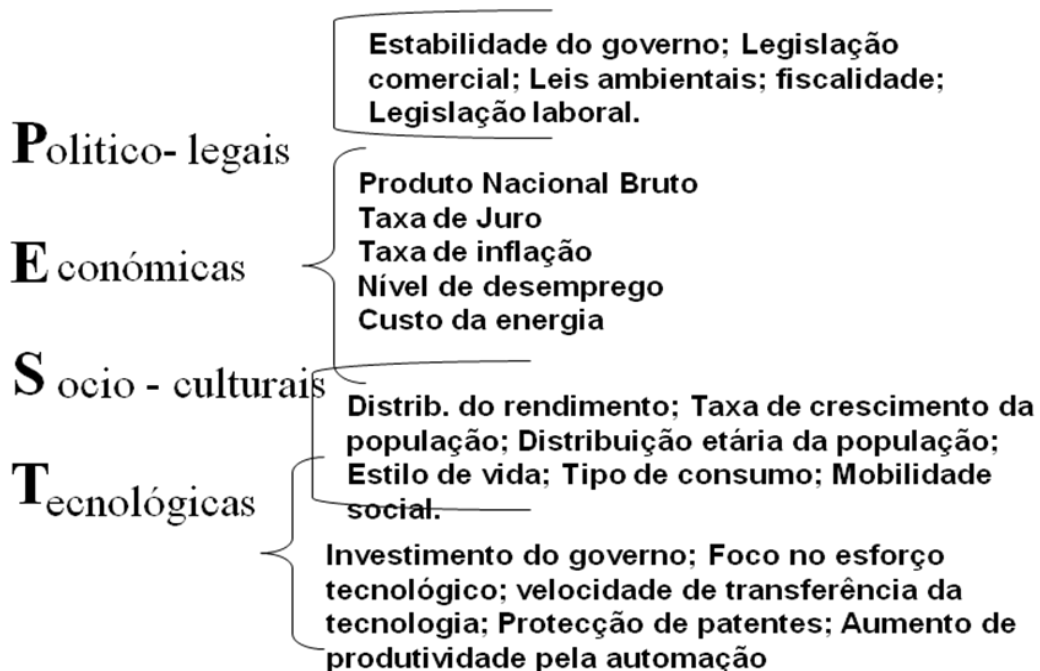 Estabilidade do governo; Legislação
comercial; Leis ambientais; fiscalidade;
Legislação laboral.
Politico- legais
Produto Nacional Bruto
Taxa de Juro
Taxa de inflação
Nível de desemprego
Custo da energia
E conómicas
S ocio - culturais
Distrib. do rendimento; Taxa de crescimento da
população; Distribuição etária da população;
Estilo de vida; Tipo de consumo; Mobilidade
social.
Tecnológicas
Investimento do governo; Foco no esforço
tecnológico; velocidade de transferência da
tecnologia; Protecção de patentes; Aumento de
produtividade pela automação